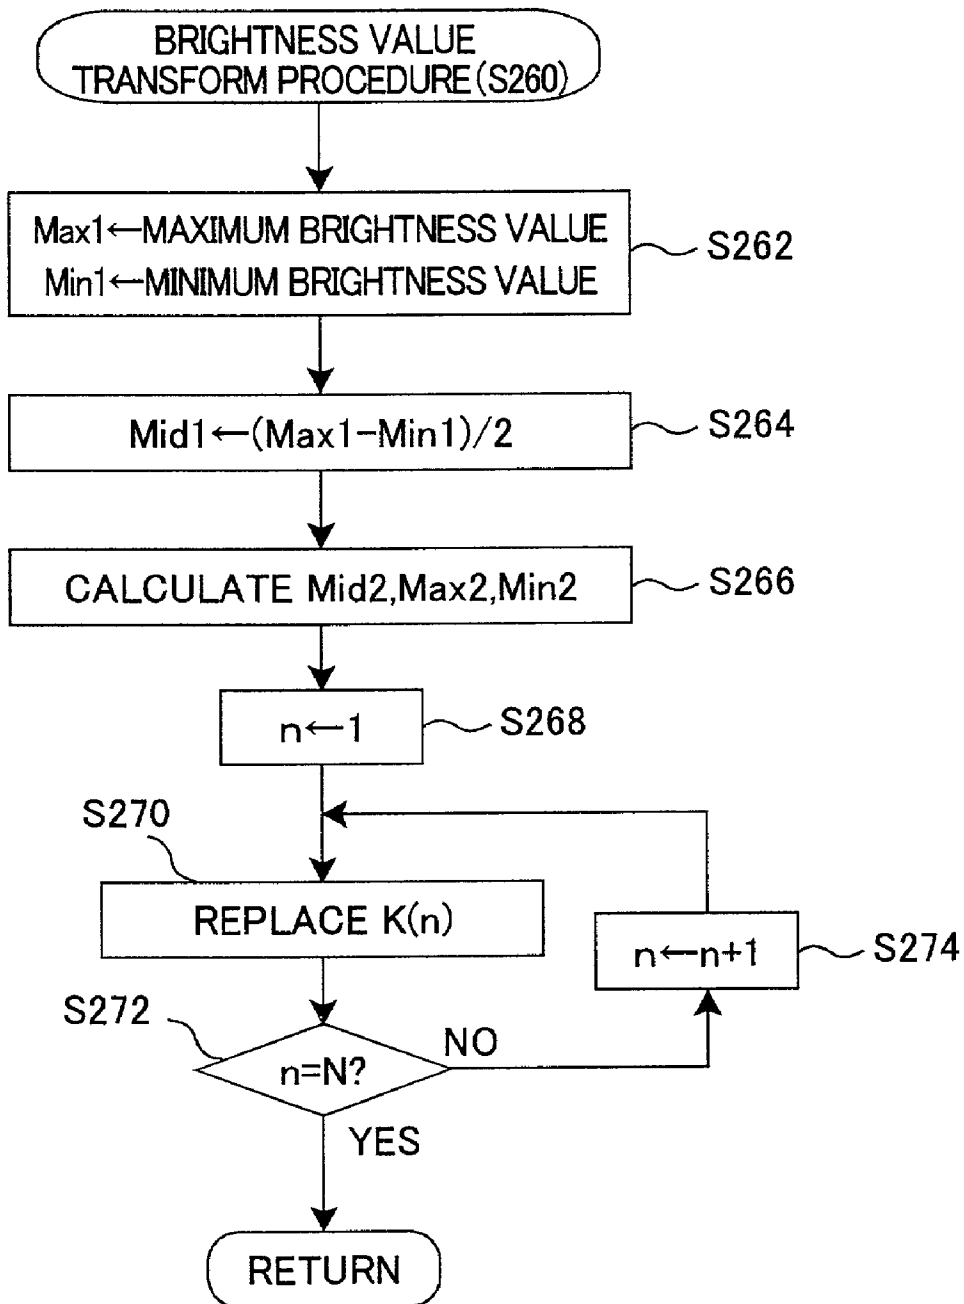 BRIGHTNESS VALUE
TRANSFORM PROCEDURE(S260)
Max1←MAXIMUM BRIGHTNESS VALUE
Min1←MINIMUM BRIGHTNESS VALUE
S262
Mid1←(Max1-Min1)/2
S264
CALCULATE Mid2,Max2,Min2
S266
n←1
S268
S270
REPLACE K(n)
n←n+1
S274
S272
n=N?
NO
YES
RETURN